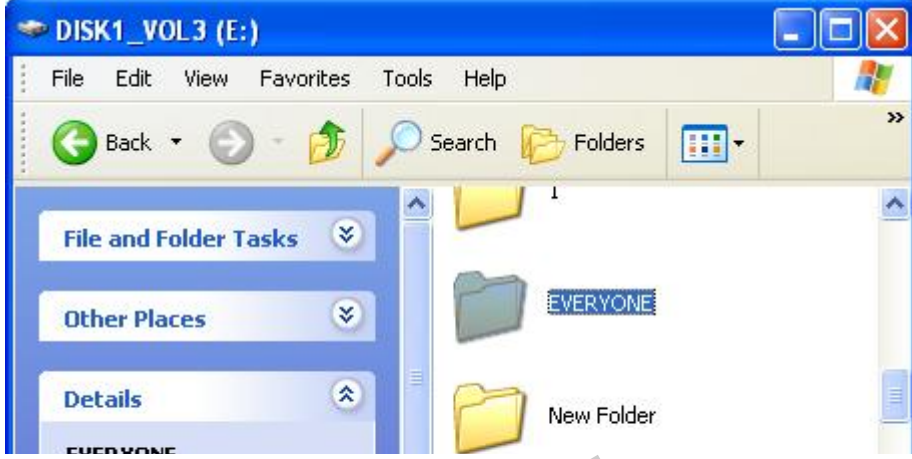 DISK1_VOL3 (E:)
File Edit View Favorites Tools Help
Back Search Folders »
File and Folder Tasks
Other Places
Details
EVERYONE
EVERYONE
New Folder